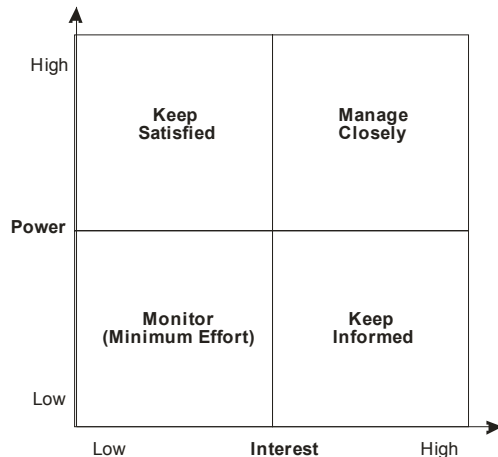 High
Keep
Satisfied
Manage
Closely
Power
Monitor
(Minimum Effort)
Keep
Informed
Low
Low
Interest
High